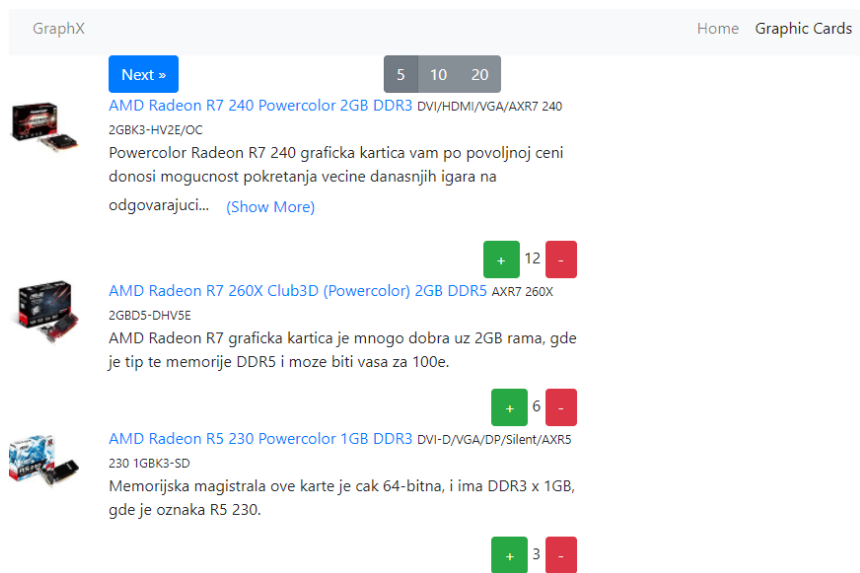 GraphX Home Graphic Cards
Next » 5 10 20
AMD Radeon R7 240 Powercolor 2GB DDR3 DVI/HDMI/VGA/AXR7 240
2GBK3-HV2E/OC
Powercolor Radeon R7 240 graficka kartica vam po povoljnoj ceni
donosi mogucnost pokretanja vecine danasnjih igara na
odgovarajuci... (Show More)
+ 12 -
AMD Radeon R7 260X Club3D (Powercolor) 2GB DDR5 AXR7 260X
2GBD5-DHV5E
AMD Radeon R7 graficka kartica je mnogo dobra uz 2GB rama, gde
je tip te memorije DDR5 i moze biti vasa za 100e.
+ 6 -
AMD Radeon R5 230 Powercolor 1GB DDR3 DVI-D/VGA/DP/Silent/AXR5
230 1GBK3-SD
Memorijska magistrala ove karte je cak 64-bitna, i ima DDR3 x 1GB,
gde je oznaka R5 230.
+ 3 -